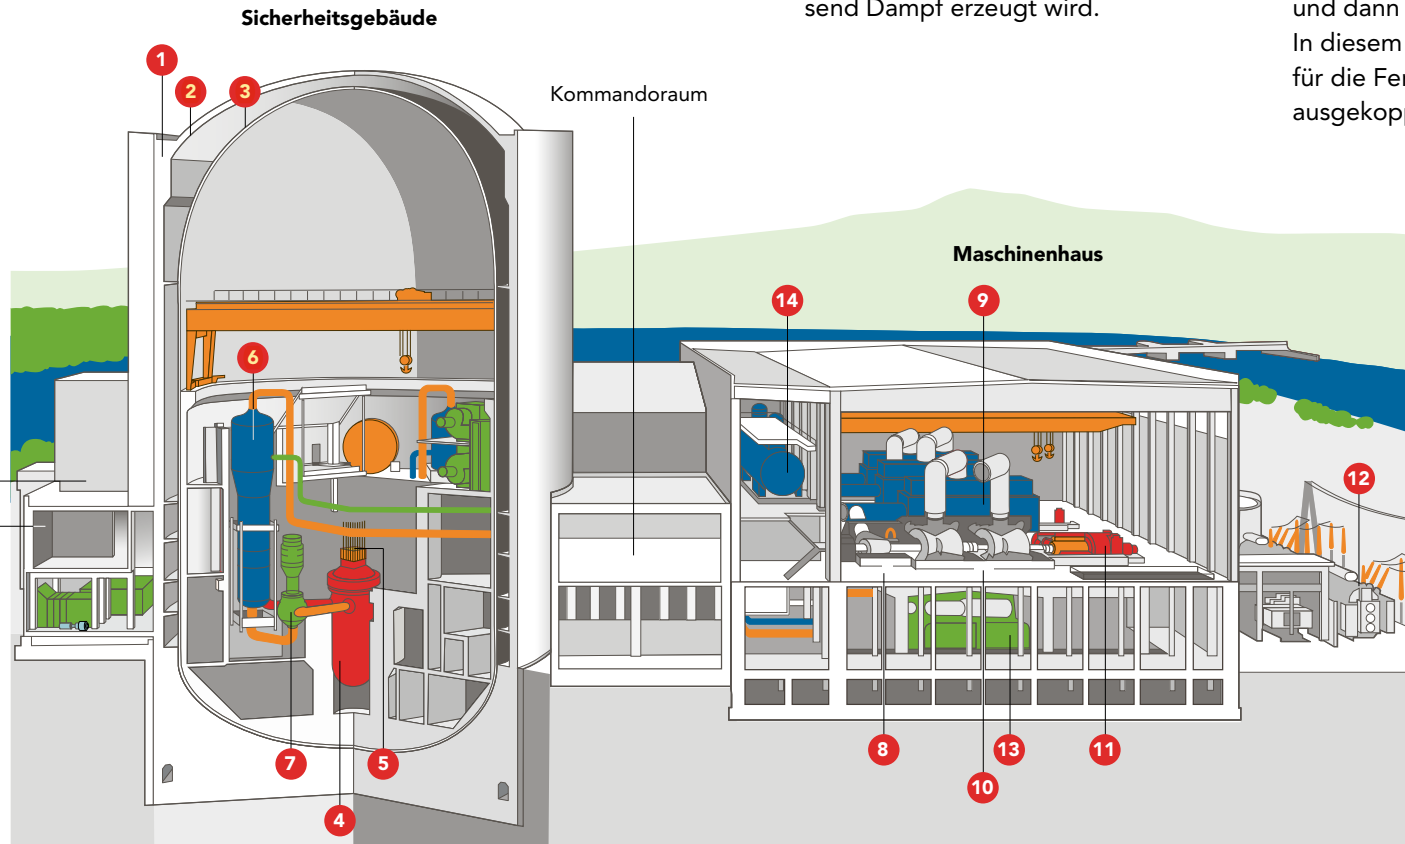 Sicherheitsgebäude
send Dampf erzeugt wird.
und dann
In diesem
für die Fer
ausgekopp
1
2
3
Kommandoraum
Maschinenhaus
14
9
6
12
7
5
4
8
13
11
10